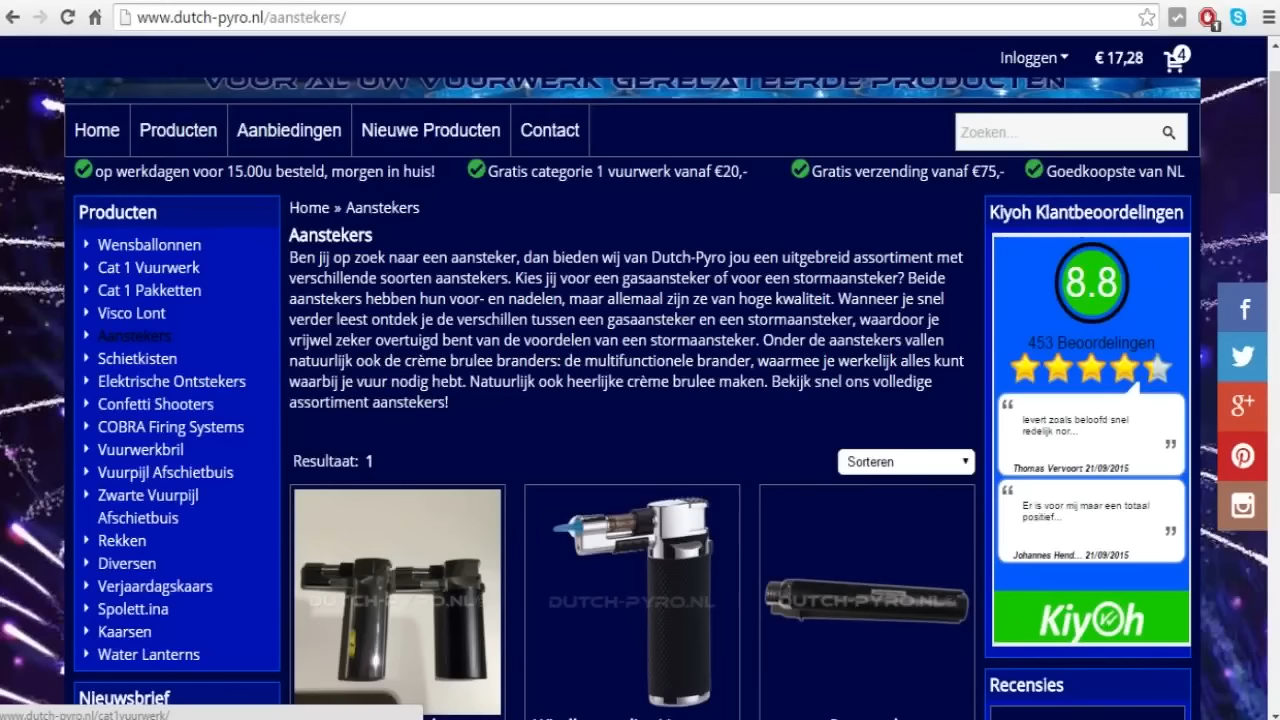 www.dutch-pyro.nl/aanstekers/
1
Inloggen
€ 17,28
4
VOOR AL UW VUURWERK GERELATEERDE PRODUCTEN
Home
Producten
Aanbiedingen
Nieuwe Producten
Contact
Zoeken...
op werkdagen voor 15.00u besteld, morgen in huis!
Gratis categorie 1 vuurwerk vanaf €20,-
Gratis verzending vanaf €75,-
Goedkoopste van NL
Producten
Wensballonnen
Cat 1 Vuurwerk
Cat 1 Pakketten
Visco Lont
Aanstekers
Schietkisten
Elektrische Ontstekers
Confetti Shooters
COBRA Firing Systems
Vuurwerkbril
Vuurpijl Afschietbuis
Zwarte Vuurpijl
Afschietbuis
Rekken
Diversen
Verjaardagskaars
Spolett.ina
Kaarsen
Water Lanterns
Nieuwsbrief
www.dutch-pyro.nl/cat1vuurwerk/
Home » Aanstekers
Aanstekers
Ben jij op zoek naar een aansteker, dan bieden wij van Dutch-Pyro jou een uitgebreid assortiment met
verschillende soorten aanstekers. Kies jij voor een gasaansteker of voor een stormaansteker? Beide
aanstekers hebben hun voor- en nadelen, maar allemaal zijn ze van hoge kwaliteit. Wanneer je snel
verder leest ontdek je de verschillen tussen een gasaansteker en een stormaansteker, waardoor je
vrijwel zeker overtuigd bent van de voordelen van een stormaansteker. Onder de aanstekers vallen
natuurlijk ook de crème brulee branders: de multifunctionele brander, waarmee je werkelijk alles kunt
waarbij je vuur nodig hebt. Natuurlijk ook heerlijke crème brulee maken. Bekijk snel ons volledige
assortiment aanstekers!
Resultaat: 1
Sorteren
DUTCH-PYRO.NL
DUTCH-PYRO.NL
DUTCH-PYRO.NL
Kiyoh Klantbeoordelingen
8.8
453 Beoordelingen
“ levert zoals beloofd snel
redelijk nor... ”
Thomas Vervoort 21/09/2015
“ Er is voor mij maar een totaal
positief... ”
Johannes Hend... 21/09/2015
KiyOh
Recensies